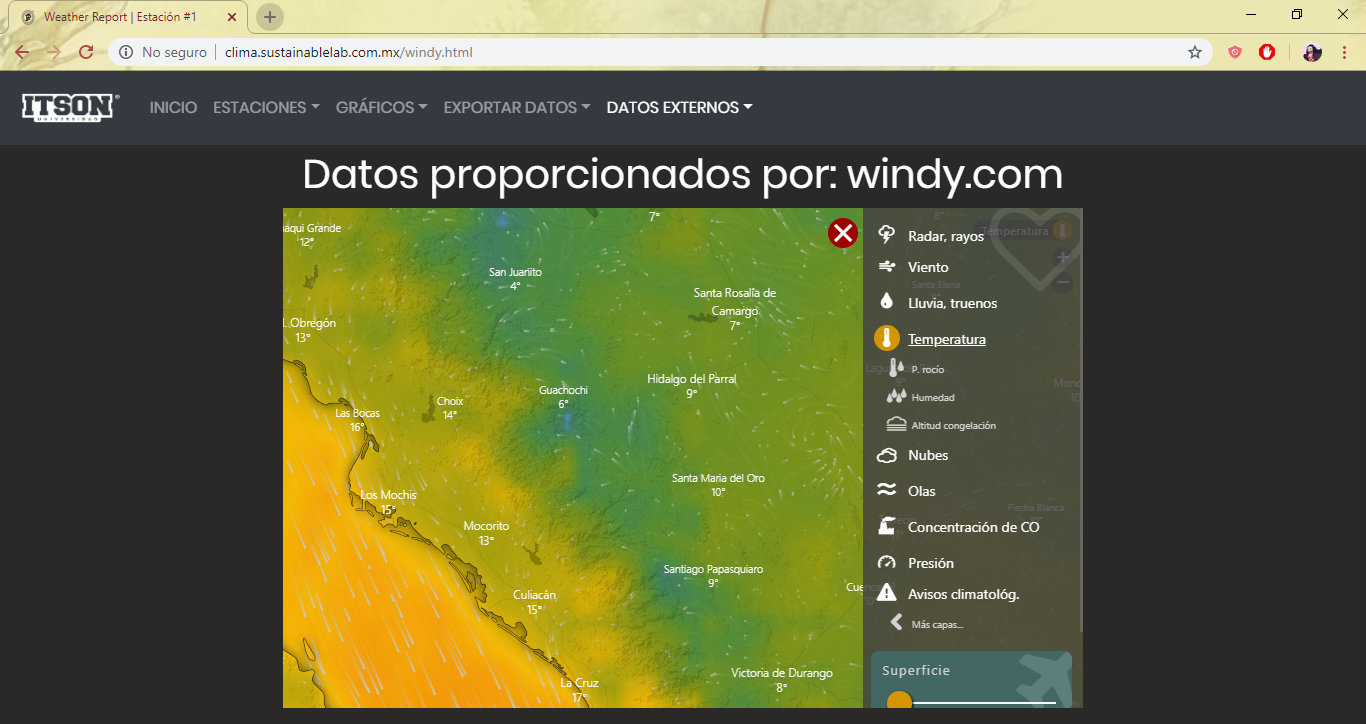 Weather Report | Estación #1
No seguro
clima.sustainablelab.com.mx/windy.html
ITSON
UNIVERSIDAD
INICIO
ESTACIONES
GRÁFICOS
EXPORTAR DATOS
DATOS EXTERNOS
Datos proporcionados por: windy.com
7°
8°
aqui Grande
12°
San Juanito
4°
Santa Rosalía de
Camargo
7°
. Obregón
13°
Hidalgo del Parral
9°
Guachochi
6°
Choix
14°
Las Bocas
16°
Santa Maria del Oro
10°
Los Mochis
15°
Mocorito
13°
Santiago Papasquiaro
9°
Culiacán
15°
Victoria de Durango
8°
La Cruz
17°
Radar, rayos
Temperatura
Viento
Santa Elena
Lluvia, truenos
Temperatura
P. rocío
Humedad
Altitud congelación
Nubes
Olas
Piedra Blanca
Concentración de CO
Presión
Avisos climatológ.
Más capas...
Superficie